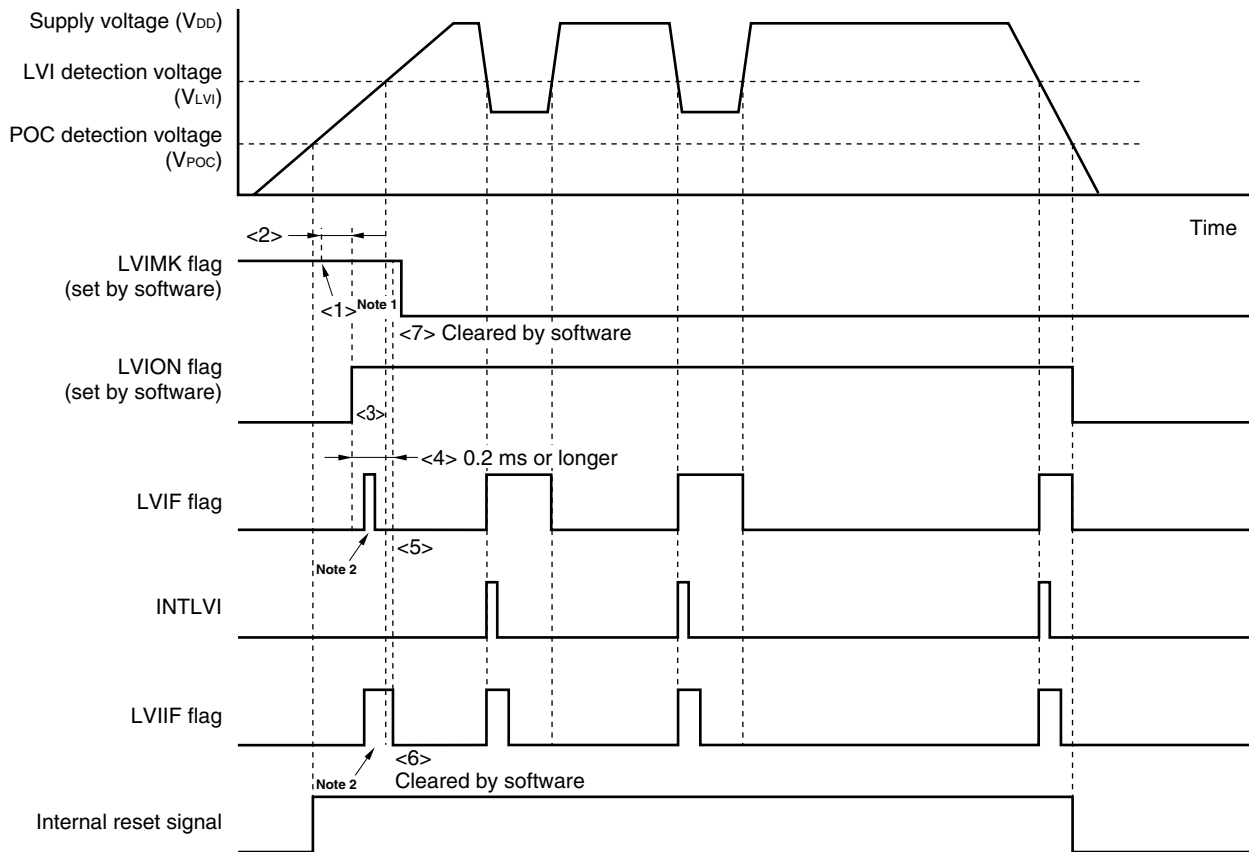 Supply voltage (VDD)
LVI detection voltage
(VLVI)
POC detection voltage
(VPOC)
Time
<2>
LVIMK flag
(set by software)
<1> Note 1
<7> Cleared by software
LVION flag
(set by software)
<3>
<4> 0.2 ms or longer
LVIF flag
Note 2
<5>
INTLVI
LVIIF flag
Note 2
<6>
Cleared by software
Internal reset signal